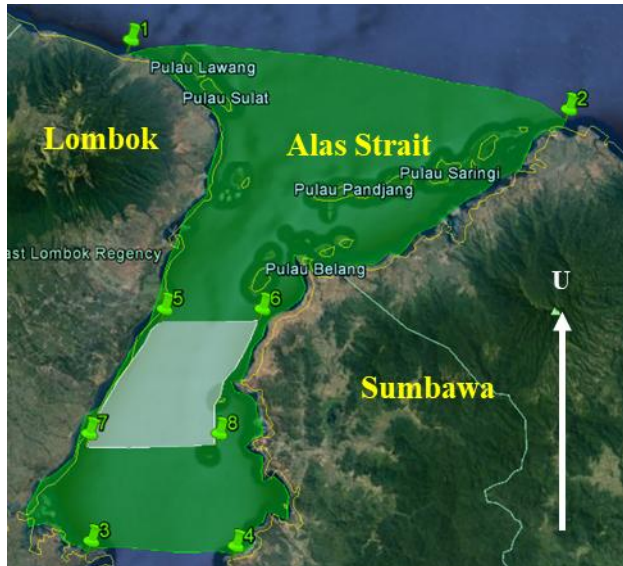 1
2
Pulau Lawang
Pulau Sulat
Lombok
Alas Strait
Pulau Saringi
Pulau Pandjang
ast Lombok Regency
Pulau Belang
U
5
6
Sumbawa
7
8
3
4